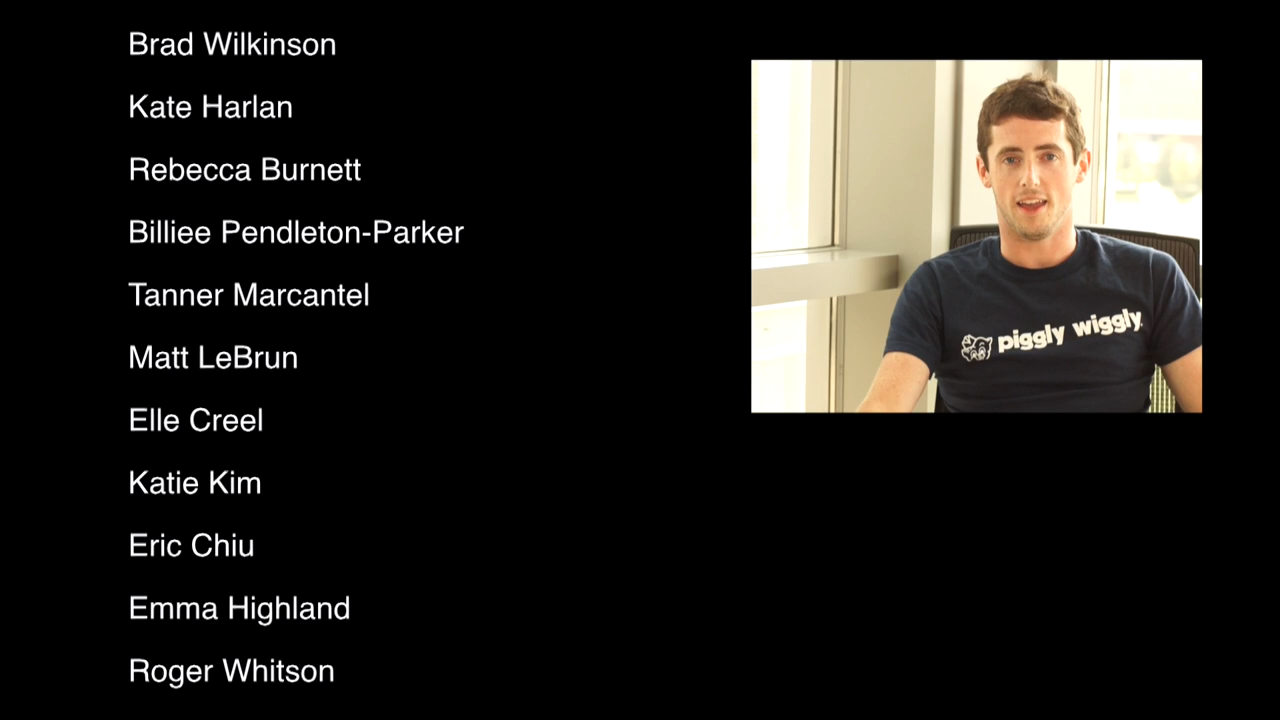 Brad Wilkinson
Kate Harlan
Rebecca Burnett
Billiee Pendleton-Parker
Tanner Marcantel
Matt LeBrun
Elle Creel
Katie Kim
Eric Chiu
Emma Highland
Roger Whitson
piggly wiggly